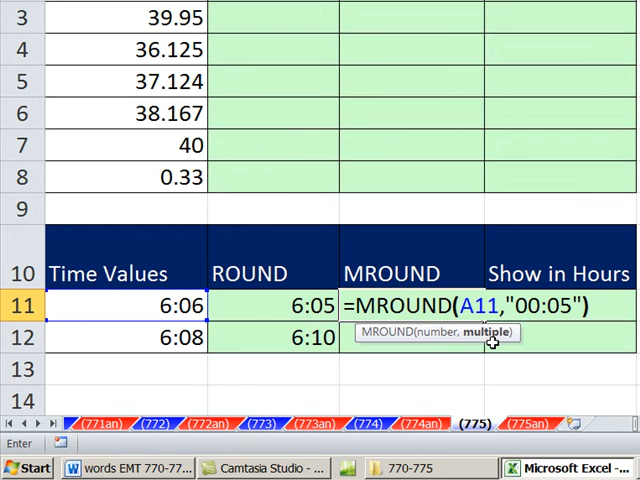 3 39.95
4 36.125
5 37.124
6 38.167
7 40
8 0.33
9
10 Time Values ROUND MROUND Show in Hours
11 6:06 6:05 =MROUND(A11,"00:05")
MROUND(number, multiple)
12 6:08 6:10
13
14
(771an) (772) (772an) (773) (773an) (774) (774an) (775) (775an)
Enter
Start words EMT 770-77... Camtasia Studio - ... 770-775 Microsoft Excel - ...